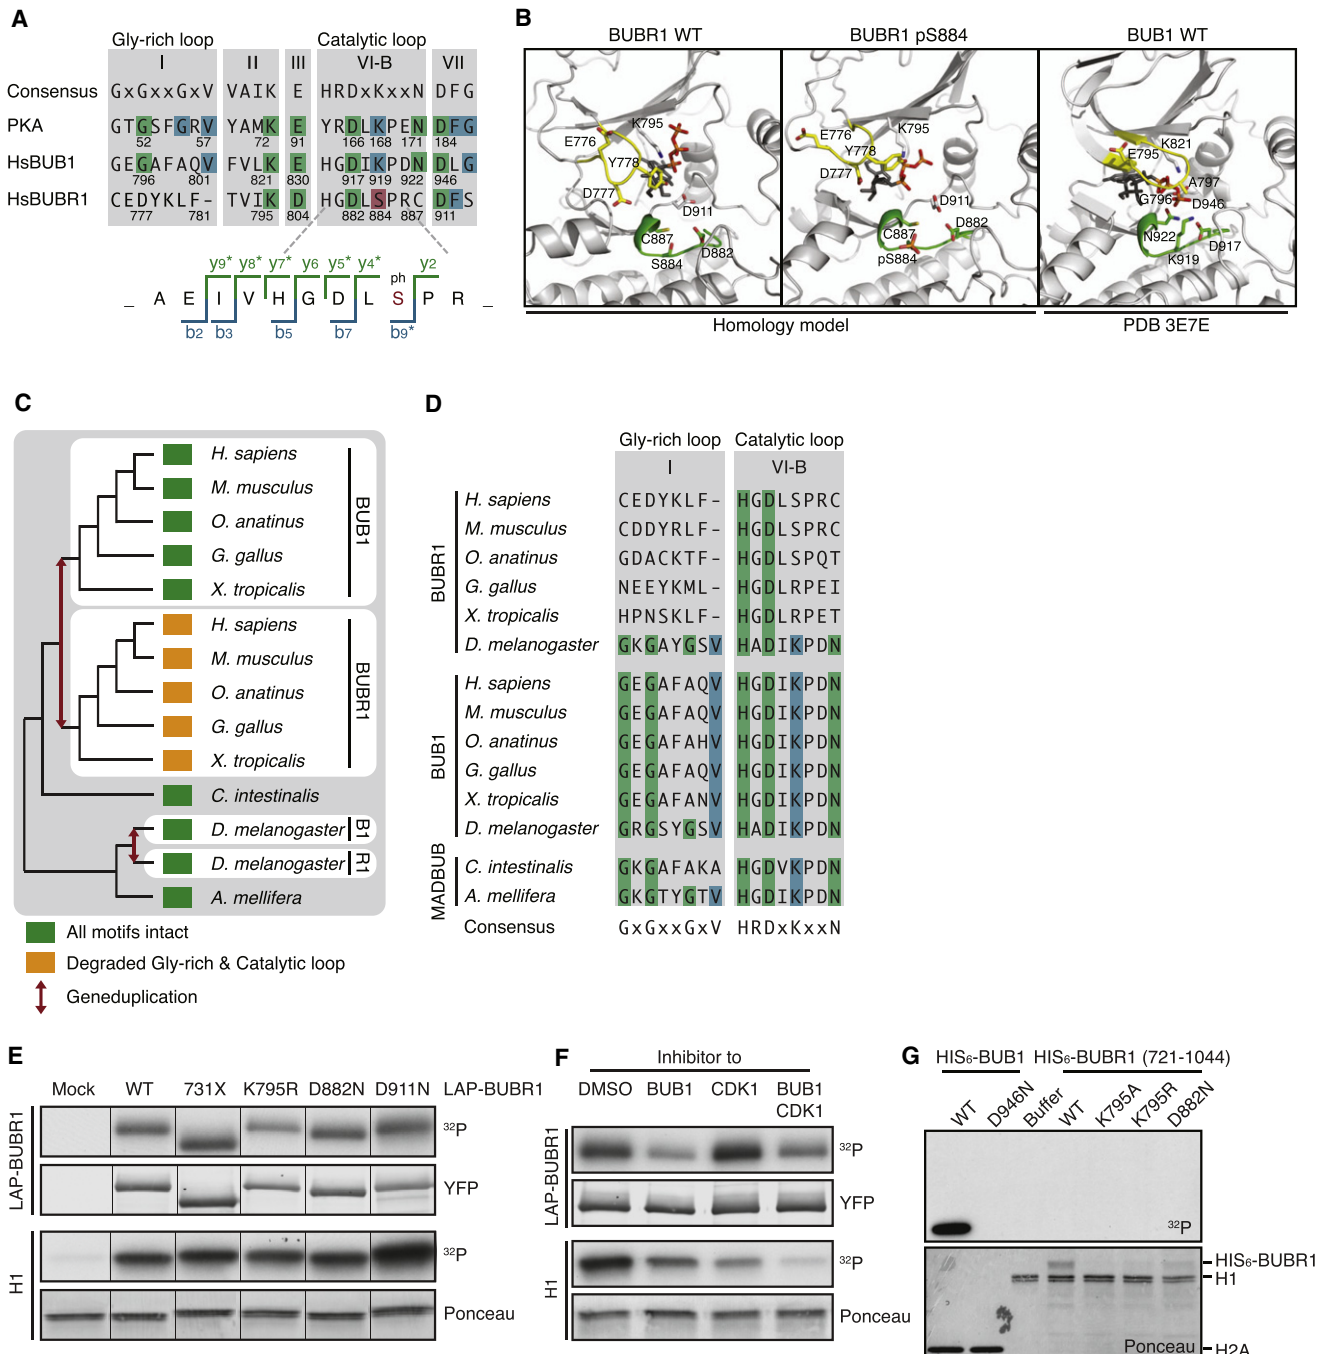 A
Gly-rich loop Catalytic loop
I II III VI-B VII
Consensus GxGxxGxV VAIK E HRDxKxxN DFG
PKA GTGSFGRV YAMK E YRDLKPEN DFG
52 57 72 91 166 168 171 184
HsBUB1 GEGAFAQV FVLK E HGDIKPDN DLG
796 801 821 830 917 919 922 946
HsBUBR1 CEDYKLF- TVIK D HGDLSPRC DFS
777 781 795 804 882 884 887 911
y9* y8* y7* y6 y5* y4* ph y2
_ A E I V H G D L S P R _
b2 b3 b5 b7 b9*
B
BUBR1 WT BUBR1 pS884 BUB1 WT
K795
E776
Y778
D777
D911
C887
S884
D882
K795
E776
Y778
D777
D911
C887
D882
pS884
K821
E795
A797
G796
D946
N922
D917
K919
Homology model PDB 3E7E
C
H. sapiens
M. musculus
O. anatinus
G. gallus
X. tropicalis
BUB1
H. sapiens
M. musculus
O. anatinus
G. gallus
X. tropicalis
BUBR1
C. intestinalis
D. melanogaster B1
D. melanogaster R1
A. mellifera
All motifs intact
Degraded Gly-rich & Catalytic loop
Geneduplication
D
Gly-rich loop Catalytic loop
I VI-B
BUBR1
H. sapiens CEDYKLF- HGDLSPRC
M. musculus CDDYRLF- HGDLSPRC
O. anatinus GDACKTF- HGDLSPQT
G. gallus NEEYKML- HGDLRPEI
X. tropicalis HPNSKLF- HGDLRPET
D. melanogaster GKGAYGSV HADIKPDN
BUB1
H. sapiens GEGAFAQV HGDIKPDN
M. musculus GEGAFAQV HGDIKPDN
O. anatinus GEGAFAHV HGDIKPDN
G. gallus GEGAFAQV HGDIKPDN
X. tropicalis GEGAFANV HGDIKPDN
D. melanogaster GRGSYGSV HADIKPDN
MADBUB
C. intestinalis GKGAFAKA HGDVKPDN
A. mellifera GKGTYGTV HGDIKPDN
Consensus GxGxxGxV HRDxKxxN
E
Mock WT 731X K795R D882N D911N LAP-BUBR1
LAP-BUBR1
32P
YFP
H1
32P
Ponceau
F
Inhibitor to
DMSO BUB1 CDK1 BUB1
CDK1
LAP-BUBR1
32P
YFP
H1
32P
Ponceau
G
HIS6-BUB1 HIS6-BUBR1 (721-1044)
WT D946N Buffer WT K795A K795R D882N
32P
HIS6-BUBR1
H1
Ponceau
H2A